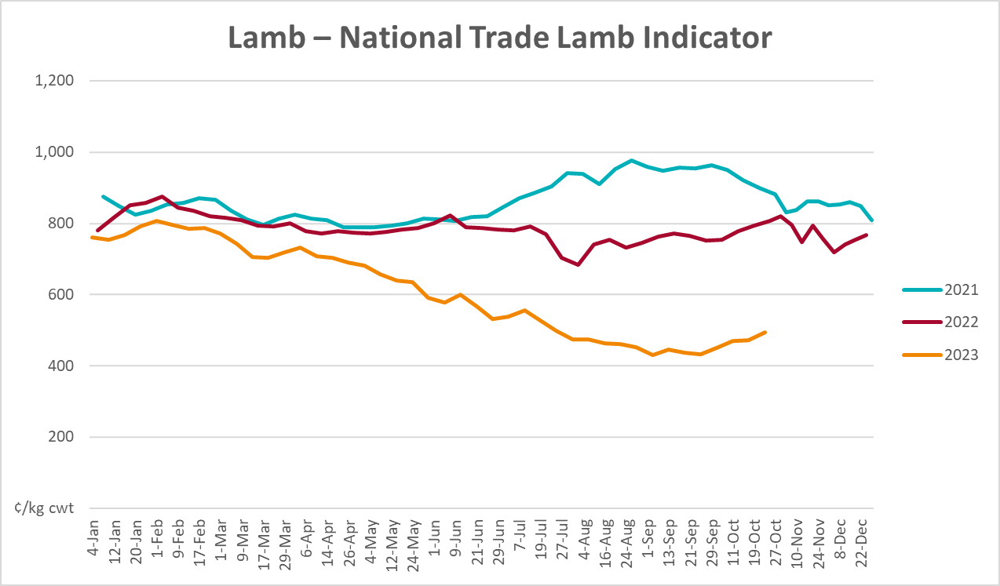 Lamb – National Trade Lamb Indicator
1,200
1,000
800
600
400
200
¢/kg cwt
4-Jan
12-Jan
20-Jan
1-Feb
9-Feb
17-Feb
1-Mar
9-Mar
17-Mar
29-Mar
6-Apr
14-Apr
26-Apr
4-May
12-May
24-May
1-Jun
9-Jun
21-Jun
29-Jun
7-Jul
19-Jul
27-Jul
4-Aug
16-Aug
24-Aug
1-Sep
13-Sep
21-Sep
29-Sep
11-Oct
19-Oct
27-Oct
10-Nov
24-Nov
8-Dec
22-Dec
2021
2022
2023